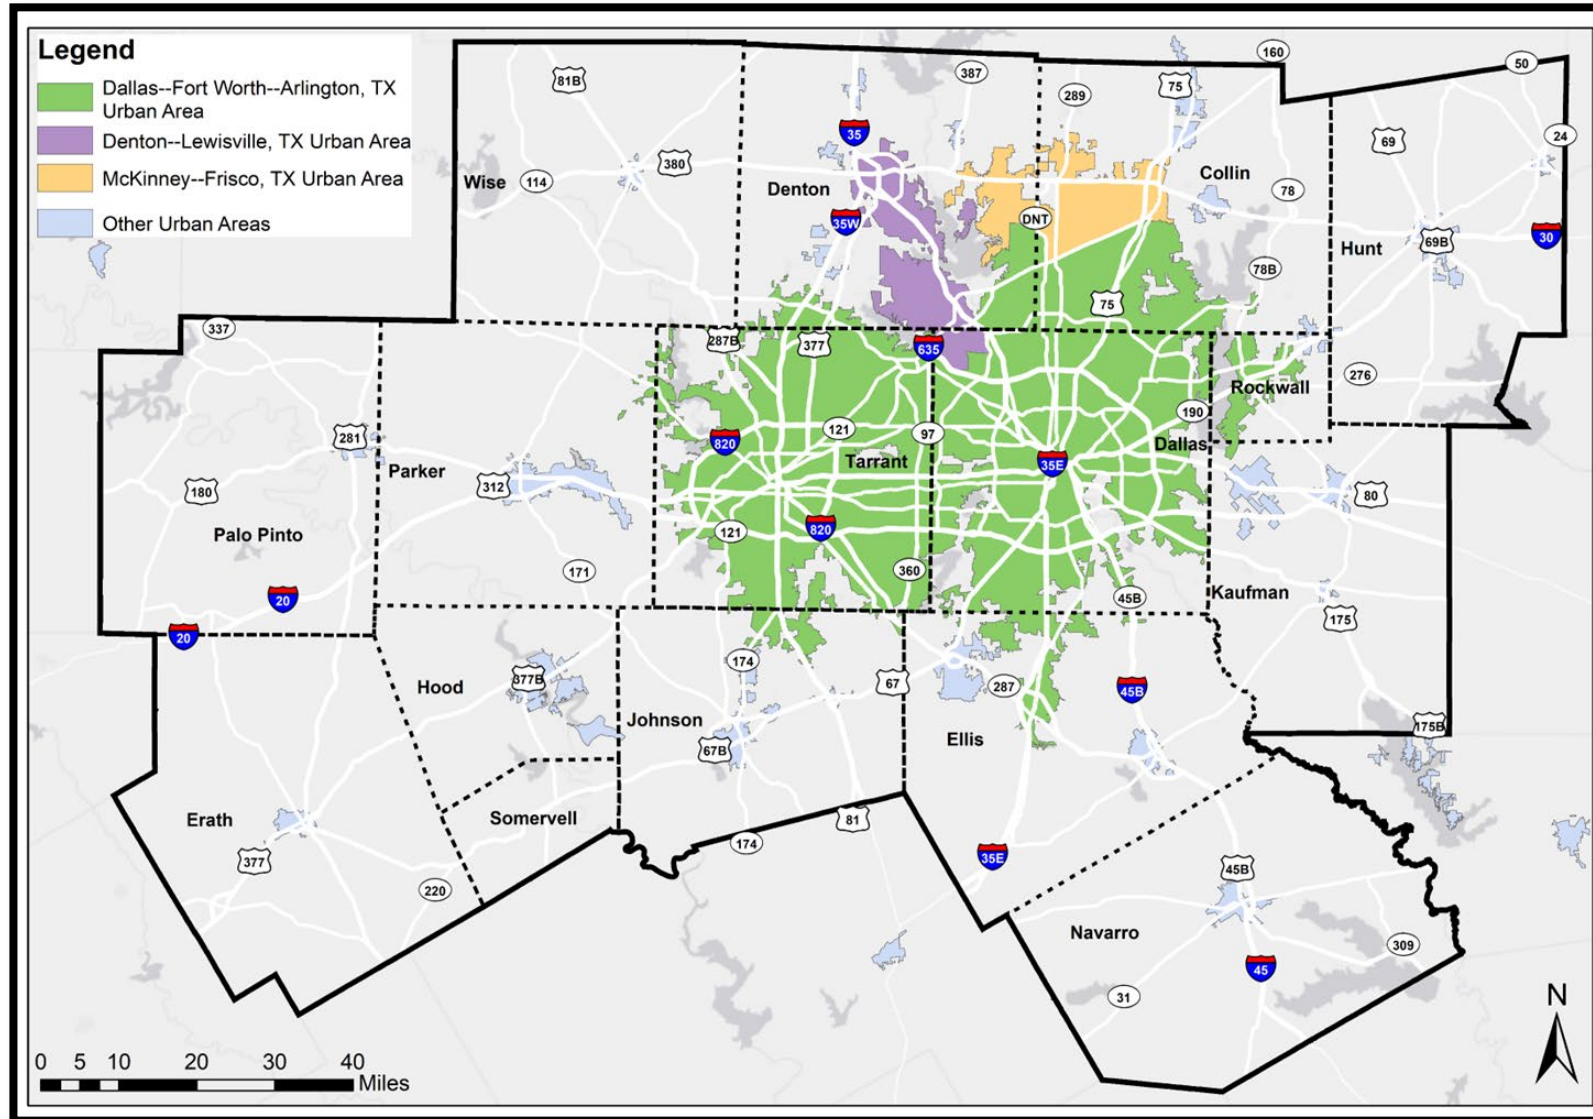 Legend
Dallas--Fort Worth--Arlington, TX
Urban Area
Denton--Lewisville, TX Urban Area
McKinney--Frisco, TX Urban Area
Other Urban Areas
160
50
387
75
81B
289
35
69
24
380
Wise
114
Denton
Collin
78
35W
DNT
30
69B
Hunt
78B
75
337
287B
377
635
276
Rockwall
190
281
820
121
97
Dallas
Tarrant
35E
Parker
312
180
80
121
820
Palo Pinto
171
360
20
45B
Kaufman
175
20
174
377B
Hood
67
287
45B
Johnson
67B
Ellis
175B
Erath
Somervell
81
174
377
35E
220
45B
Navarro
309
45
31
N
0 5 10 20 30 40
Miles